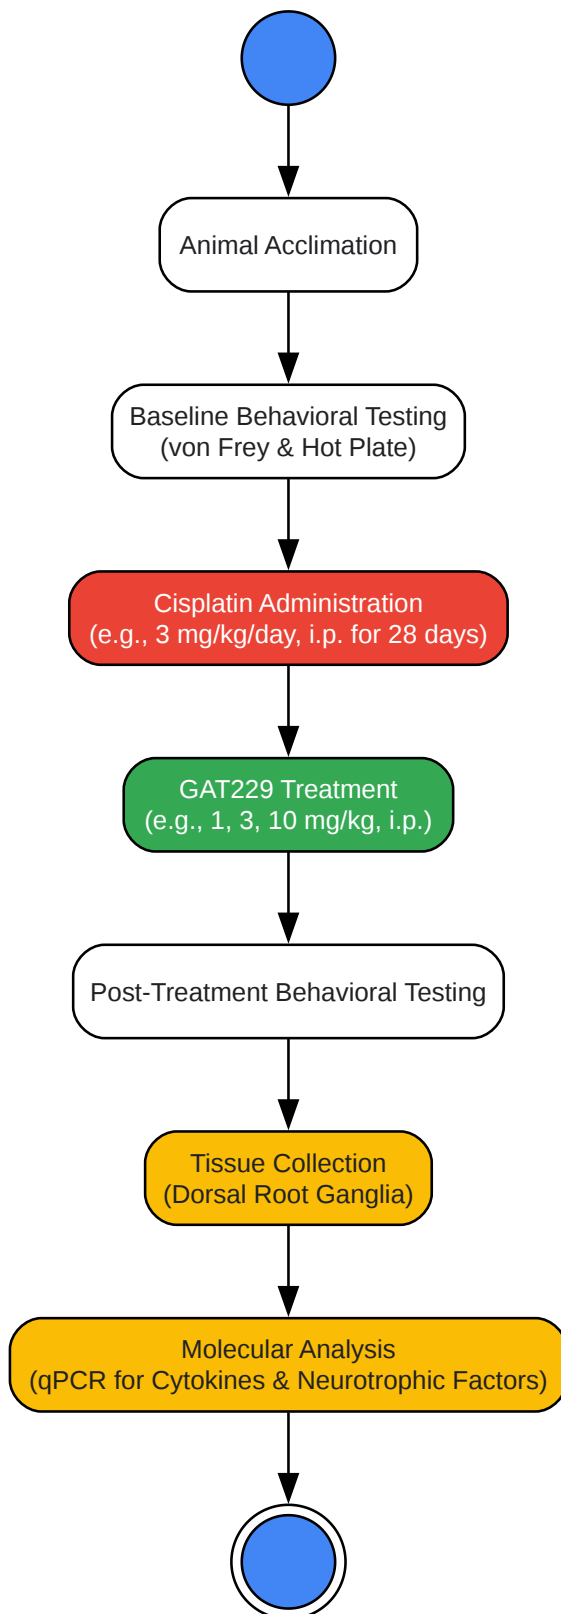 Animal Acclimation
Baseline Behavioral Testing
(von Frey & Hot Plate)
Cisplatin Administration
(e.g., 3 mg/kg/day, i.p. for 28 days)
GAT229 Treatment
(e.g., 1, 3, 10 mg/kg, i.p.)
Post-Treatment Behavioral Testing
Tissue Collection
(Dorsal Root Ganglia)
Molecular Analysis
(qPCR for Cytokines & Neurotrophic Factors)